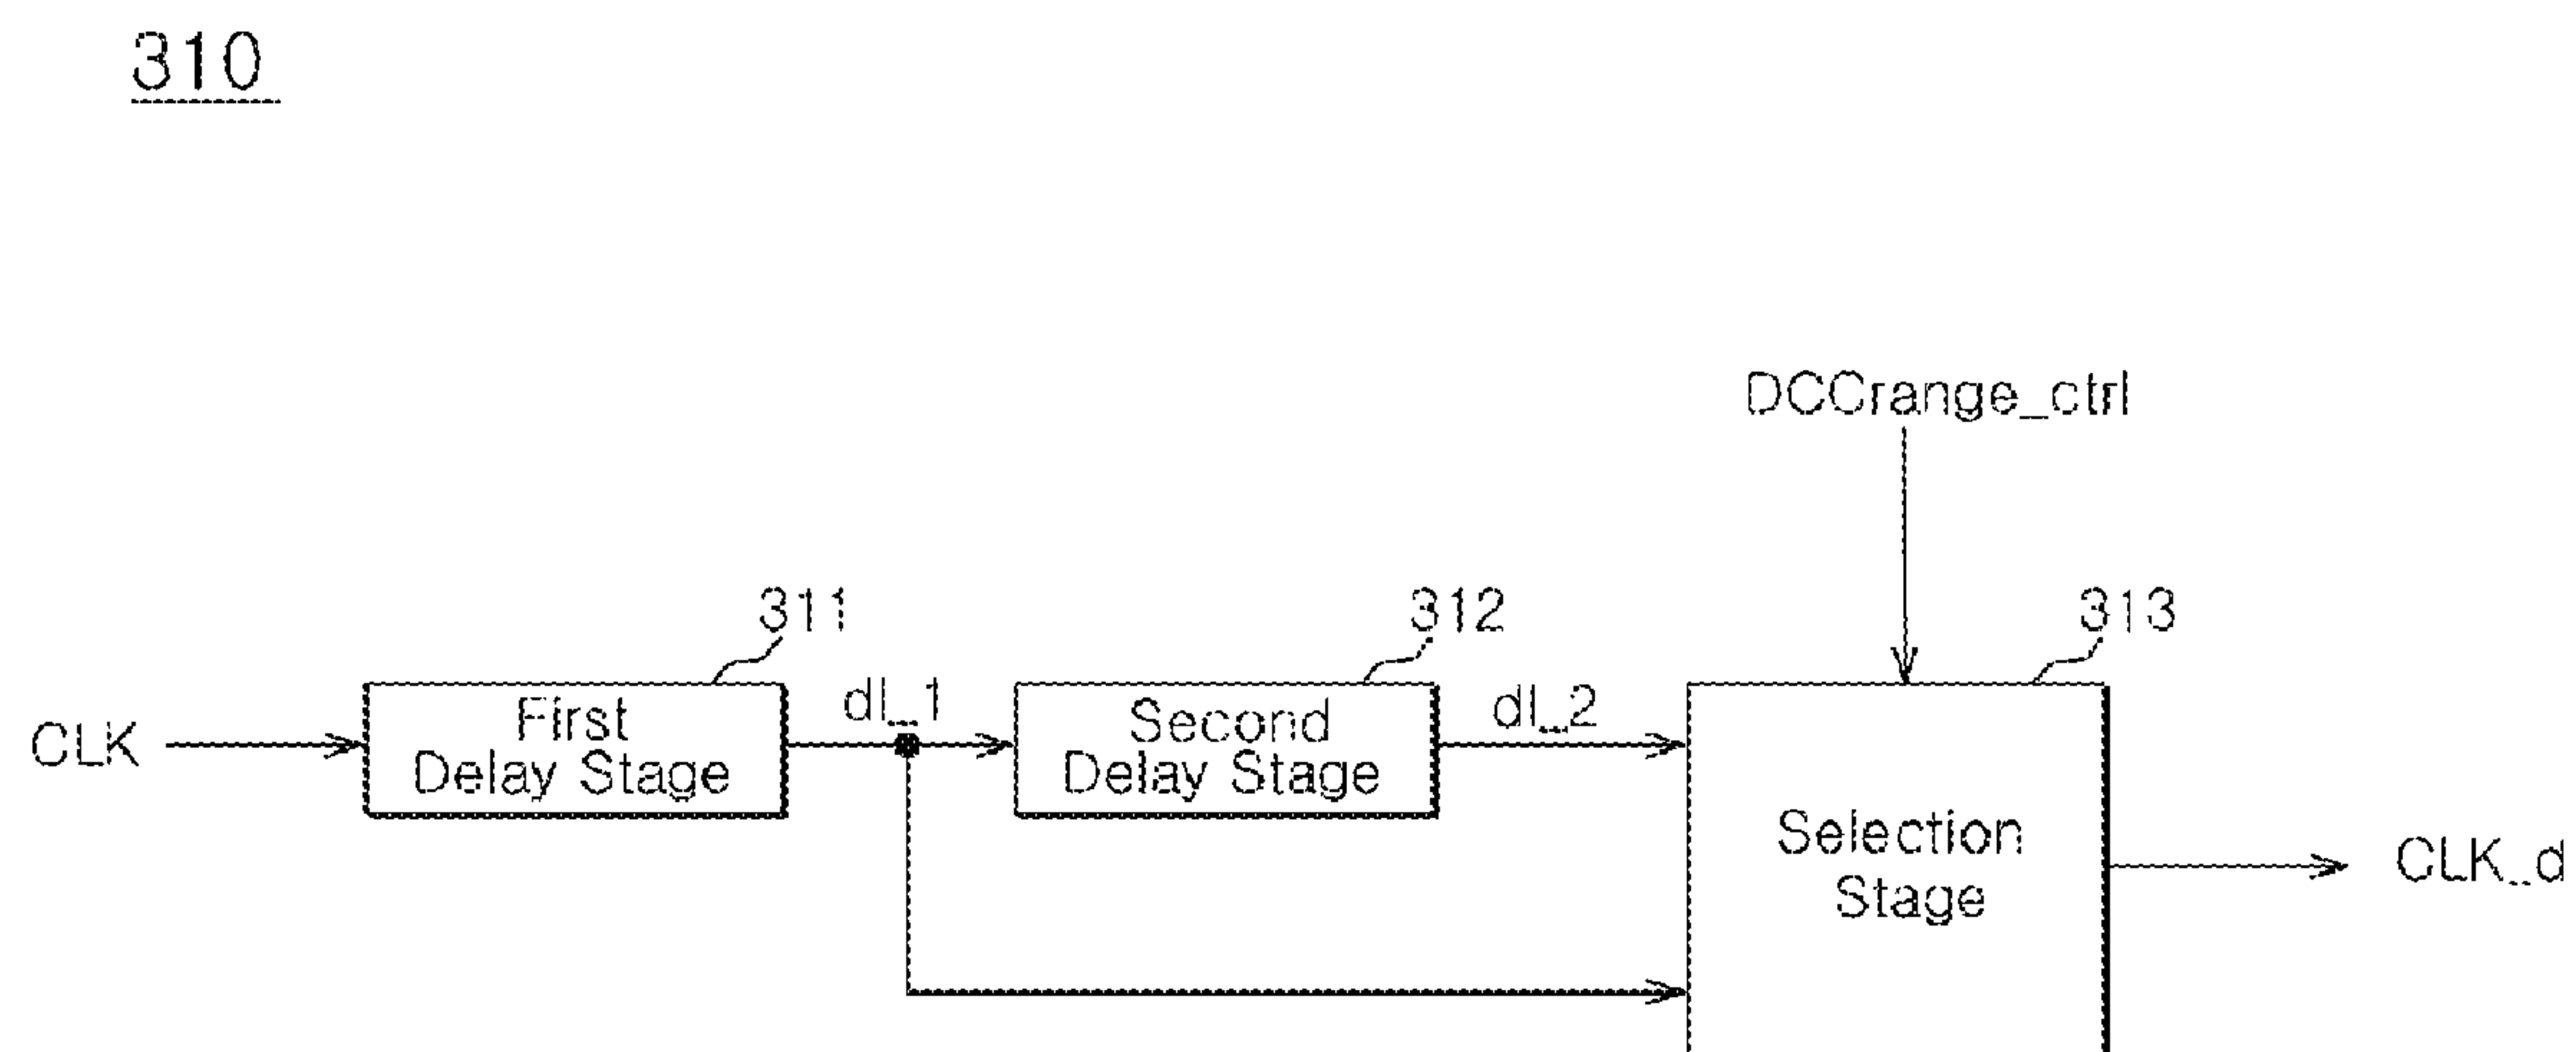 310
DCCrange_ctrl
311
312
313
CLK
First
Delay Stage
dl_1
Second
Delay Stage
dl_2
Selection
Stage
CLK_d